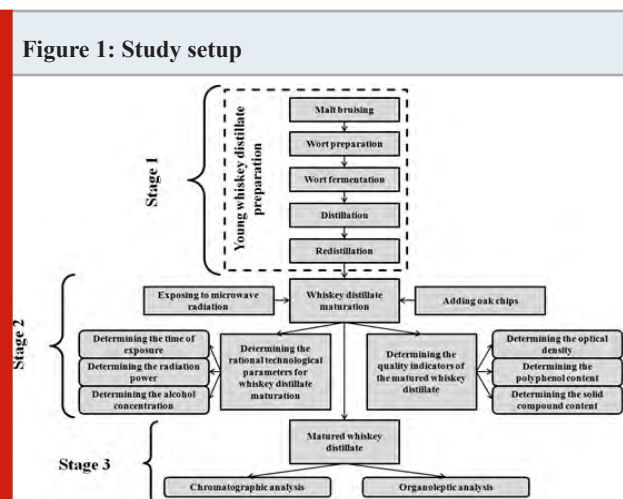 Figure 1: Study setup
Stage 1
Young whiskey distillate
preparation
Malt bruising
Wort preparation
Wort fermentation
Distillation
Redistillation
Stage 2
Exposing to microwave
radiation
Whiskey distillate
maturation
Adding oak chips
Determining the time of
exposure
Determining the radiation
power
Determining the alcohol
concentration
Determining the
rational technological
parameters for
whiskey distillate
maturation
Determining the
quality indicators of
the matured whiskey
distillate
Determining the optical
density
Determining the
polyphenol content
Determining the solid
compound content
Stage 3
Matured whiskey
distillate
Chromatographic analysis
Organoleptic analysis